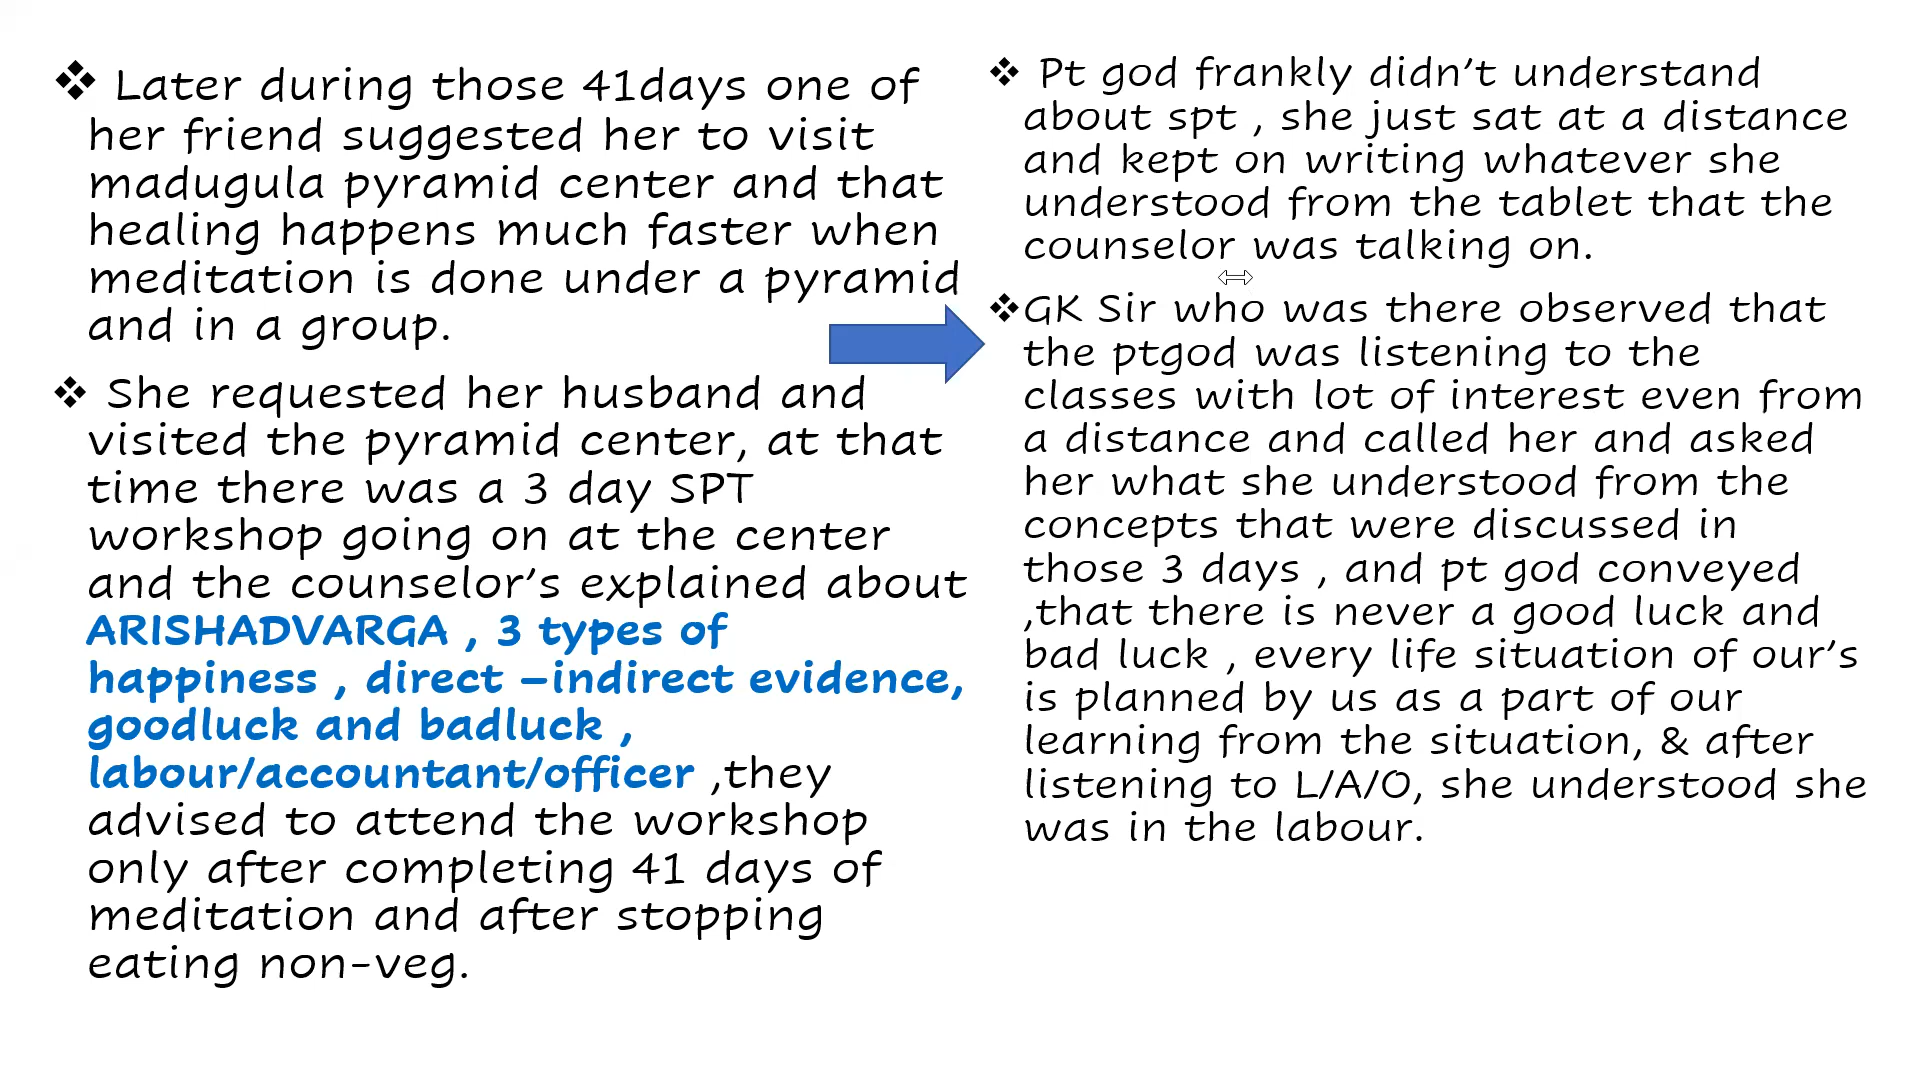 ❖ Later during those 41days one of
her friend suggested her to visit
madugula pyramid center and that
healing happens much faster when
meditation is done under a pyramid
and in a group.
❖ She requested her husband and
visited the pyramid center, at that
time there was a 3 day SPT
workshop going on at the center
and the counselor’s explained about
ARISHADVARGA , 3 types of
happiness , direct –indirect evidence,
goodluck and badluck ,
labour/accountant/officer ,they
advised to attend the workshop
only after completing 41 days of
meditation and after stopping
eating non-veg.
❖ Pt god frankly didn’t understand
about spt , she just sat at a distance
and kept on writing whatever she
understood from the tablet that the
counselor was talking on.
❖GK Sir who was there observed that
the ptgod was listening to the
classes with lot of interest even from
a distance and called her and asked
her what she understood from the
concepts that were discussed in
those 3 days , and pt god conveyed
,that there is never a good luck and
bad luck , every life situation of our’s
is planned by us as a part of our
learning from the situation, & after
listening to L/A/O, she understood she
was in the labour.